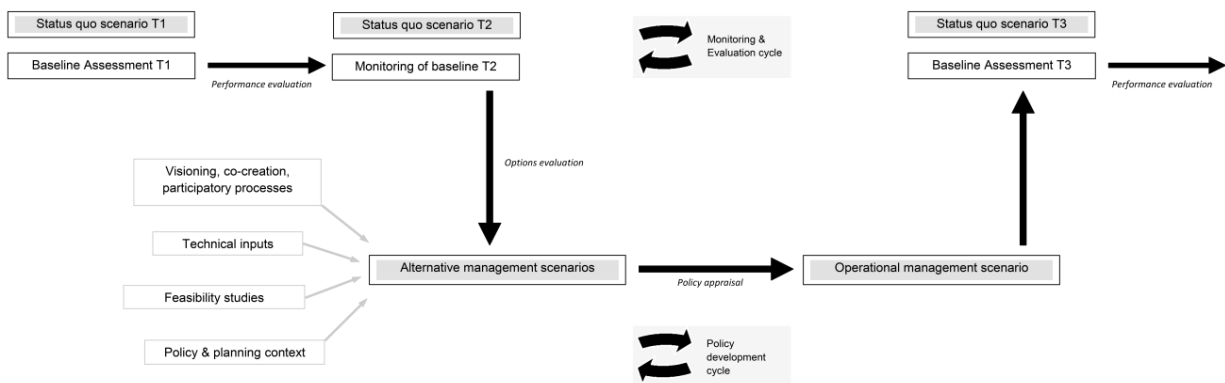 Status quo scenario T1
Baseline Assessment T1
Performance evaluation
Status quo scenario T2
Monitoring of baseline T2
Monitoring &
Evaluation cycle
Status quo scenario T3
Baseline Assessment T3
Performance evaluation
Options evaluation
Visioning, co-creation,
participatory processes
Technical inputs
Feasibility studies
Policy & planning context
Alternative management scenarios
Policy appraisal
Operational management scenario
Policy
development
cycle